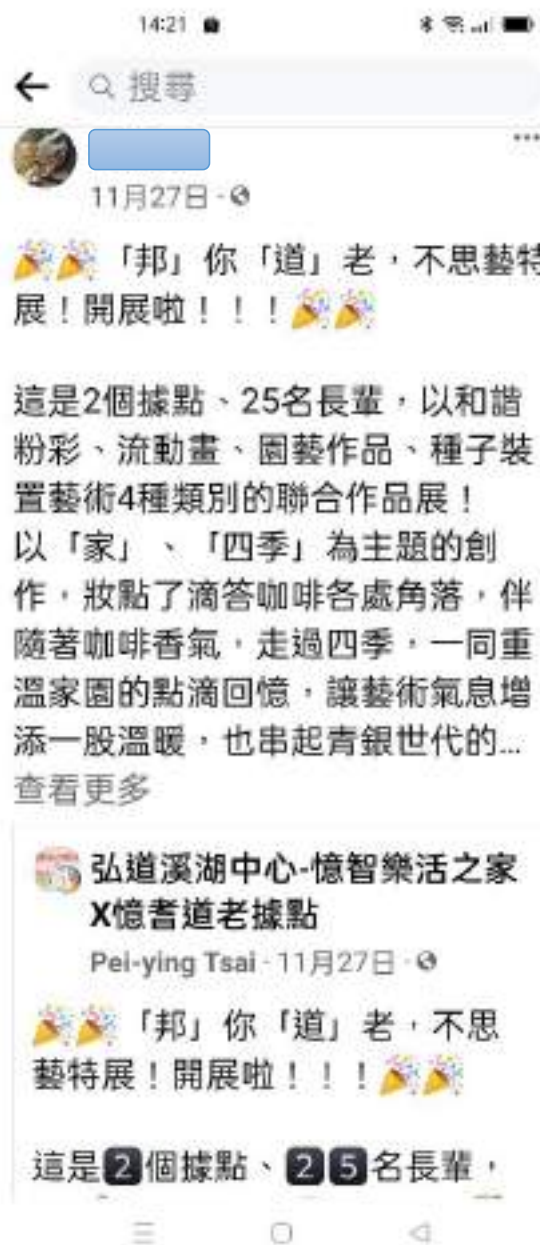 14:21
搜尋
11月27日
🎉🎉「邦」你「道」老，不思藝特
展！開展啦！！！🎉🎉
這是2個據點、25名長輩，以和諧
粉彩、流動畫、園藝作品、種子裝
置藝術4種類別的聯合作品展！
以「家」、「四季」為主題的創
作，妝點了滴答咖啡各處角落，伴
隨著咖啡香氣，走過四季，一同重
溫家園的點滴回憶，讓藝術氣息增
添一股溫暖，也串起青銀世代的...
查看更多
弘道溪湖中心-憶智樂活之家
X憶耆道老據點
Pei-ying Tsai · 11月27日
🎉🎉「邦」你「道」老，不思
藝特展！開展啦！！！🎉🎉
這是2️⃣個據點、2️⃣5️⃣名長輩，